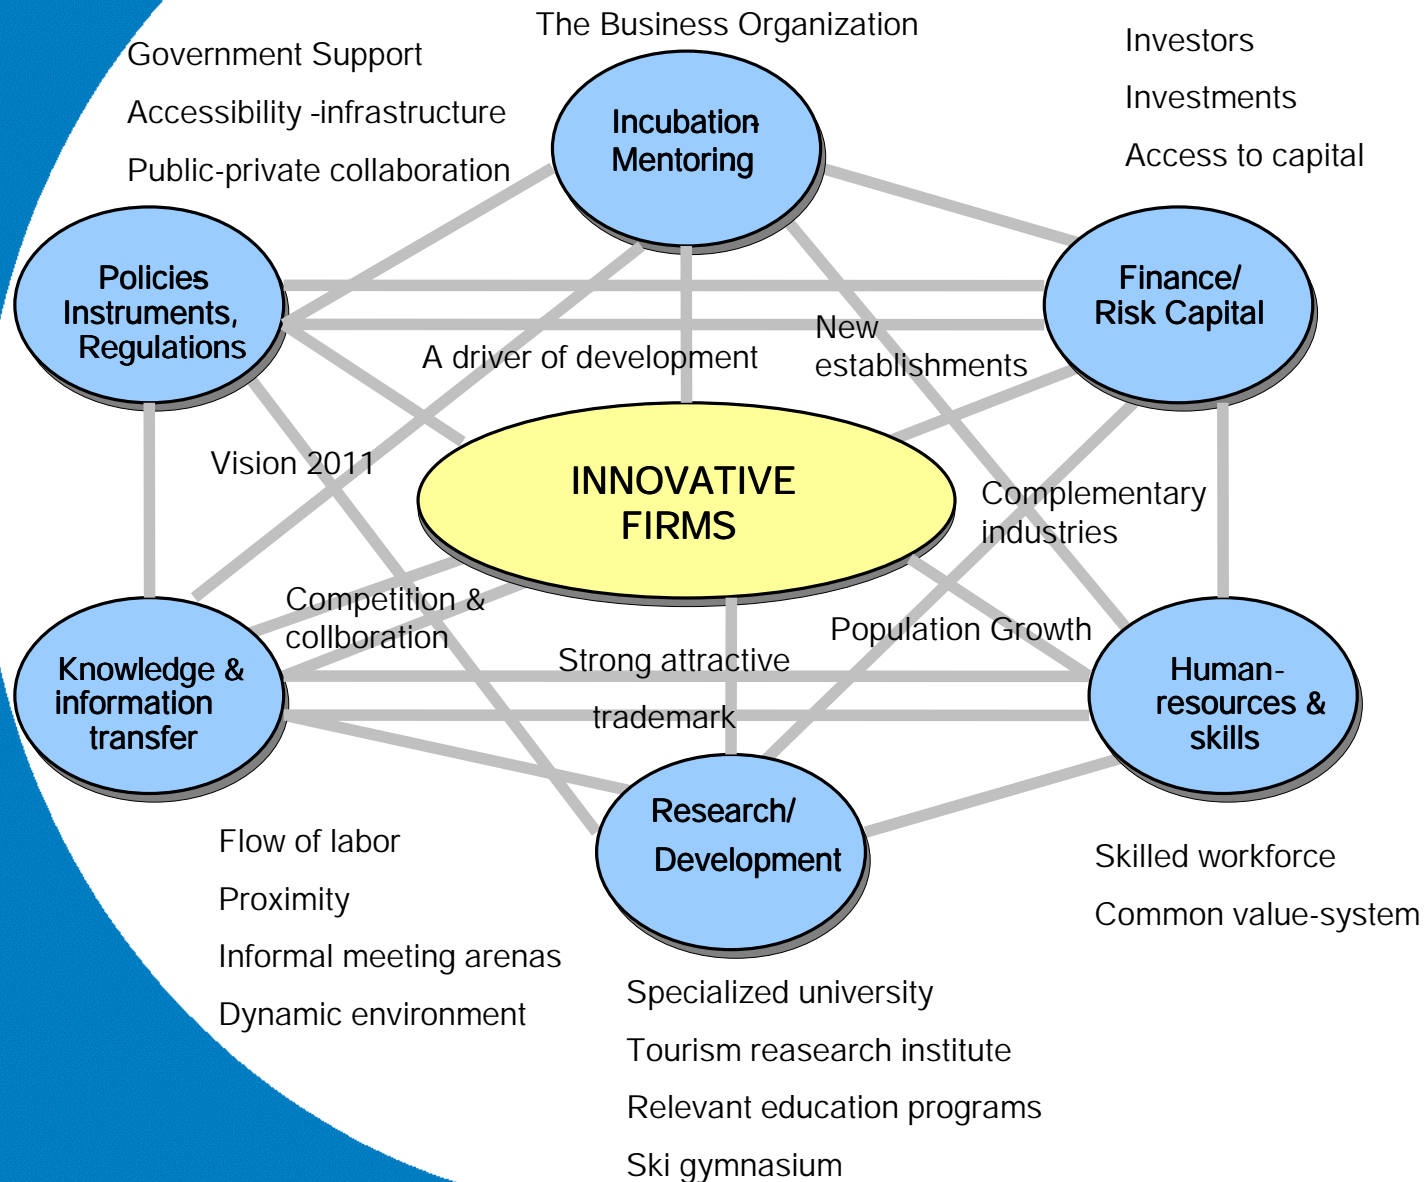 The Business Organization
Government Support
Accessibility -infrastructure
Public-private collaboration
Investors
Investments
Access to capital
Incubation-
Mentoring
Policies
Instruments,
Regulations
Finance/
Risk Capital
A driver of development
New
establishments
Vision 2011
INNOVATIVE
FIRMS
Complementary
industries
Competition &
collboration
Population Growth
Strong attractive
trademark
Knowledge &
information
transfer
Human-
resources &
skills
Research/
Development
Flow of labor
Proximity
Informal meeting arenas
Dynamic environment
Skilled workforce
Common value-system
Specialized university
Tourism reasearch institute
Relevant education programs
Ski gymnasium